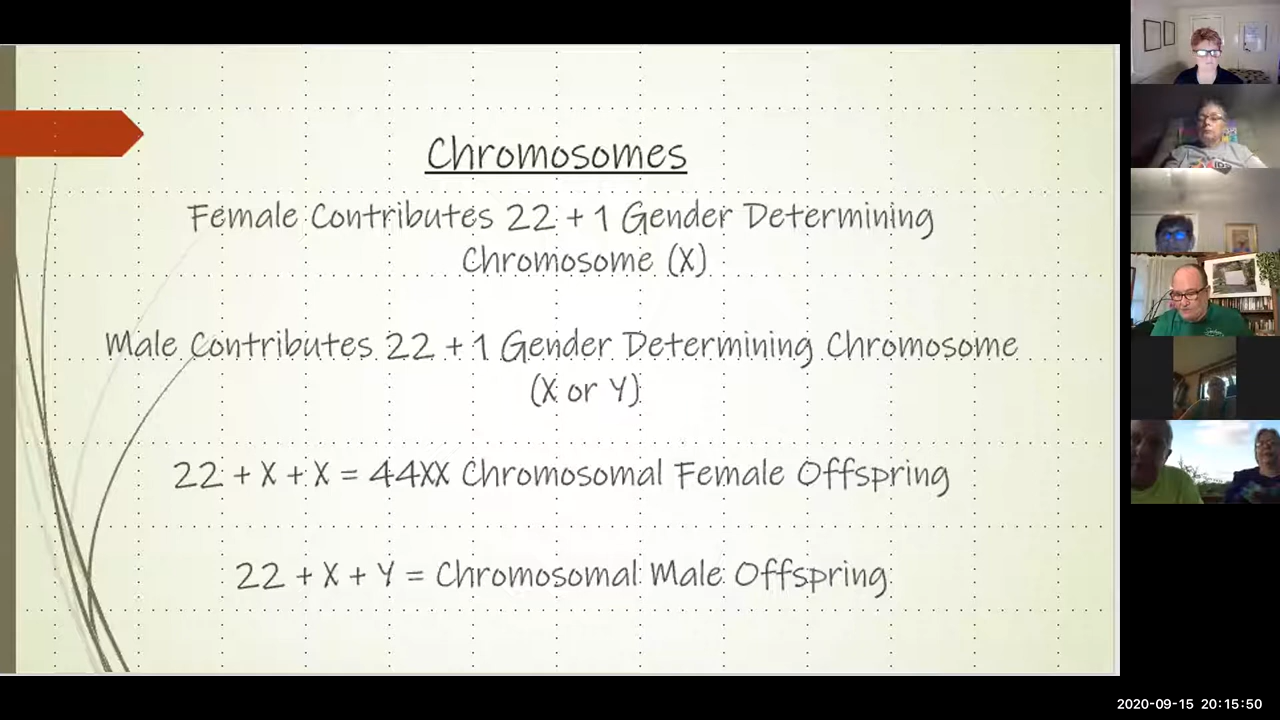 Chromosomes
Female Contributes 22 + 1 Gender Determining
Chromosome (X)
Male Contributes 22 + 1 Gender Determining Chromosome
(X or Y)
22 + X + X = 44XX Chromosomal Female Offspring
22 + X + Y = Chromosomal Male Offspring
2020-09-15 20:15:50